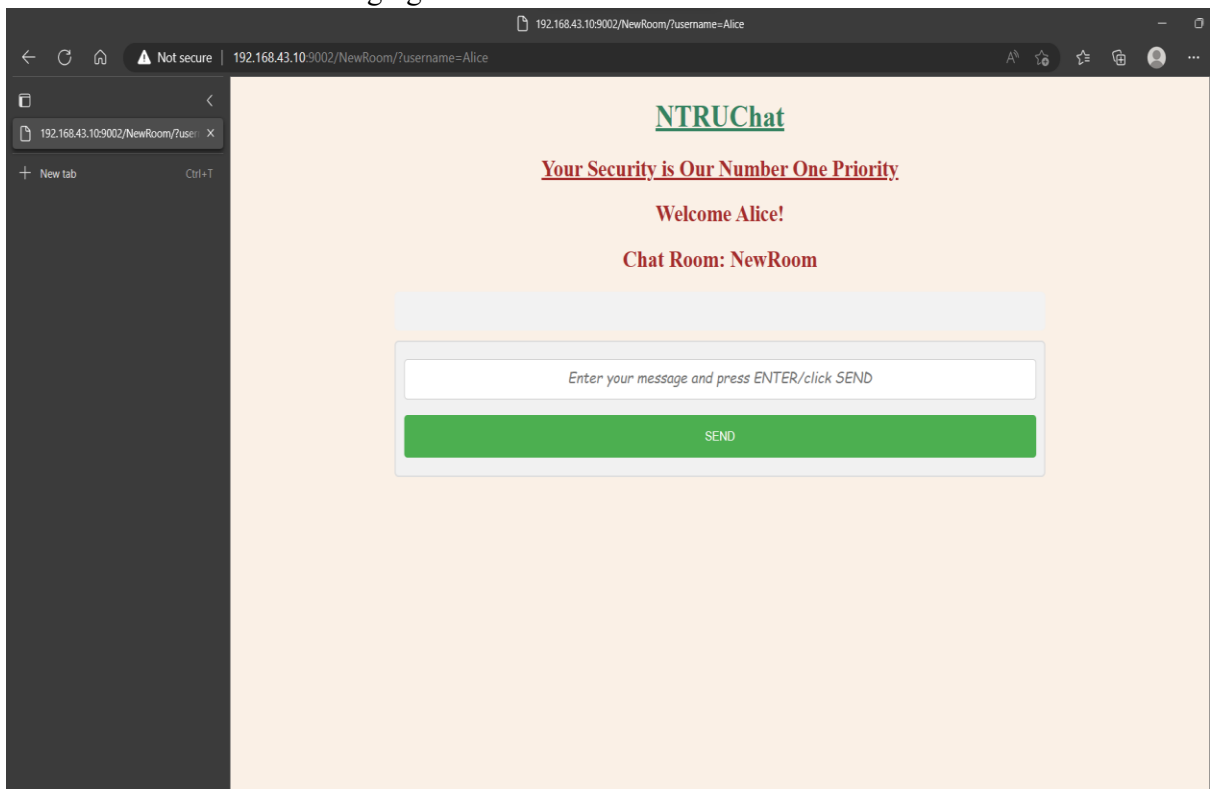 192.168.43.10:9002/NewRoom/?username=Alice
Not secure | 192.168.43.10:9002/NewRoom/?username=Alice
192.168.43.10:9002/NewRoom/?user
New tab Ctrl+T
NTRUChat
Your Security is Our Number One Priority
Welcome Alice!
Chat Room: NewRoom
Enter your message and press ENTER/click SEND
SEND